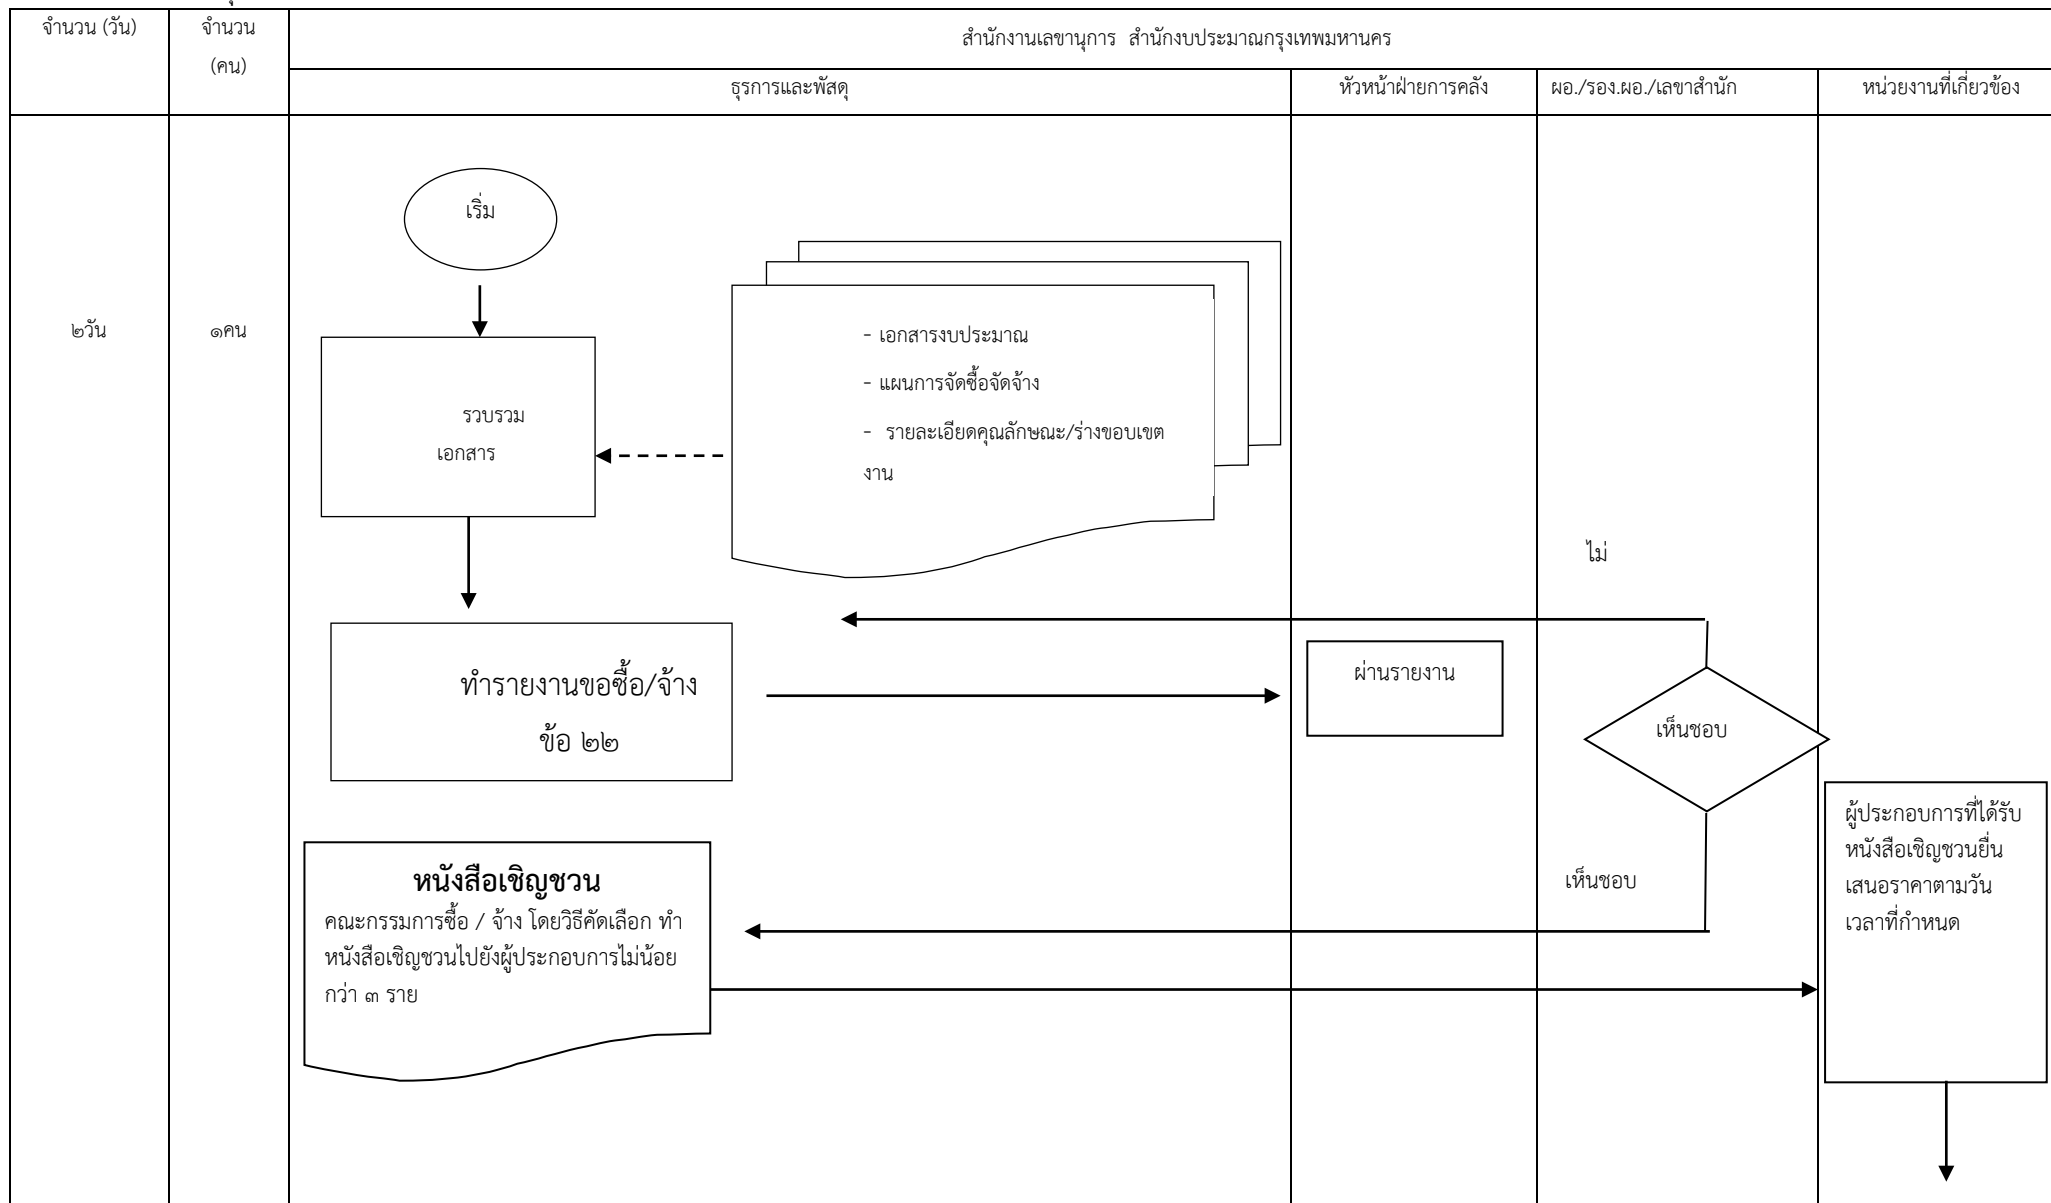 จำนวน (วัน)
จำนวน
(คน)
สำนักงานเลขานุการ สำนักงบประมาณกรุงเทพมหานคร
ธุรการและพัสดุ
หัวหน้าฝ่ายการคลัง
ผอ./รอง.ผอ./เลขาสำนัก
หน่วยงานที่เกี่ยวข้อง
เริ่ม
๒วัน
๑คน
- เอกสารงบประมาณ
- แผนการจัดซื้อจัดจ้าง
- รายละเอียดคุณลักษณะ/ร่างขอบเขต
งาน
รวบรวม
เอกสาร
ไม่
ทำรายงานขอซื้อ/จ้าง
ข้อ ๒๒
ผ่านรายงาน
เห็นชอบ
เห็นชอบ
หนังสือเชิญชวน
คณะกรรมการซื้อ / จ้าง โดยวิธีคัดเลือก ทำ
หนังสือเชิญชวนไปยังผู้ประกอบการไม่น้อย
กว่า ๓ ราย
ผู้ประกอบการที่ได้รับ
หนังสือเชิญชวนยื่น
เสนอราคาตามวัน
เวลาที่กำหนด